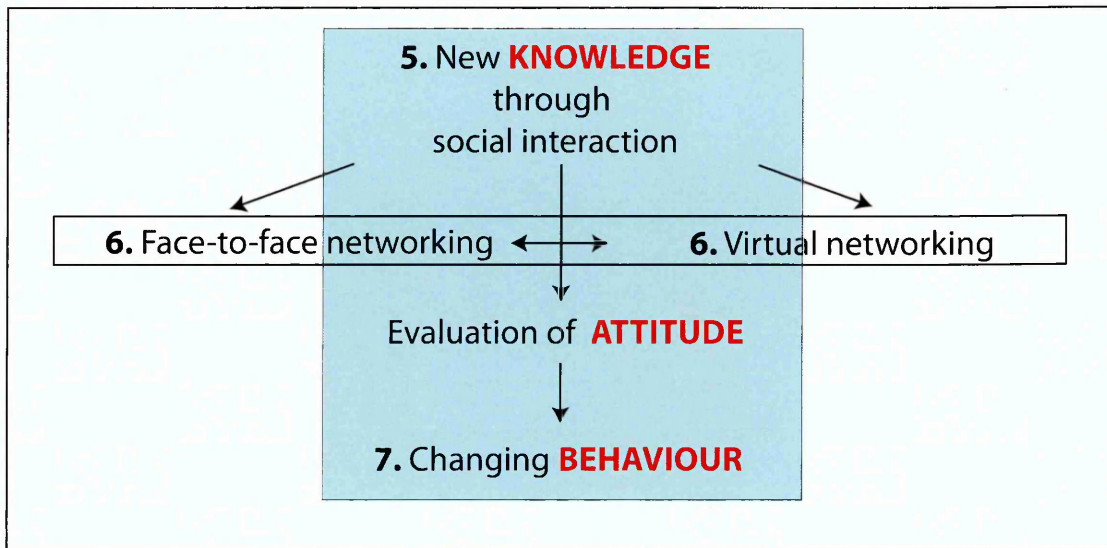 5. New KNOWLEDGE
through
social interaction
6. Face-to-face networking
6. Virtual networking
Evaluation of ATTITUDE
7. Changing BEHAVIOUR